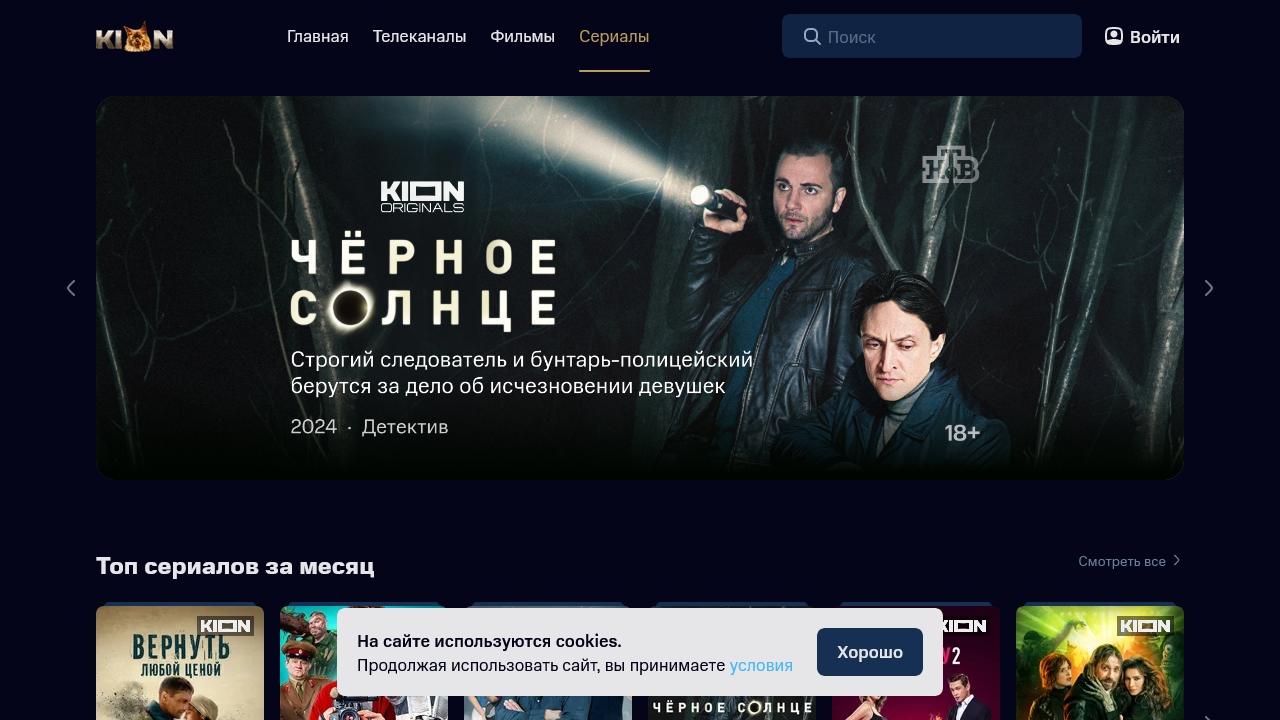 KION
Главная
Телеканалы
Фильмы
Сериалы
Поиск
Войти
KION
ORIGINALS
НТВ
ЧЁРНОЕ
СОЛНЦЕ
Строгий следователь и бунтарь-полицейский
берутся за дело об исчезновении девушек
2024 · Детектив
18+
Топ сериалов за месяц
Смотреть все
KION
ВЕРНУТЬ
ЛЮБОЙ ЦЕНОЙ
На сайте используются cookies.
Продолжая использовать сайт, вы принимаете условия
Хорошо
KION
KION
ЧЁРНОЕ СОЛНЦЕ